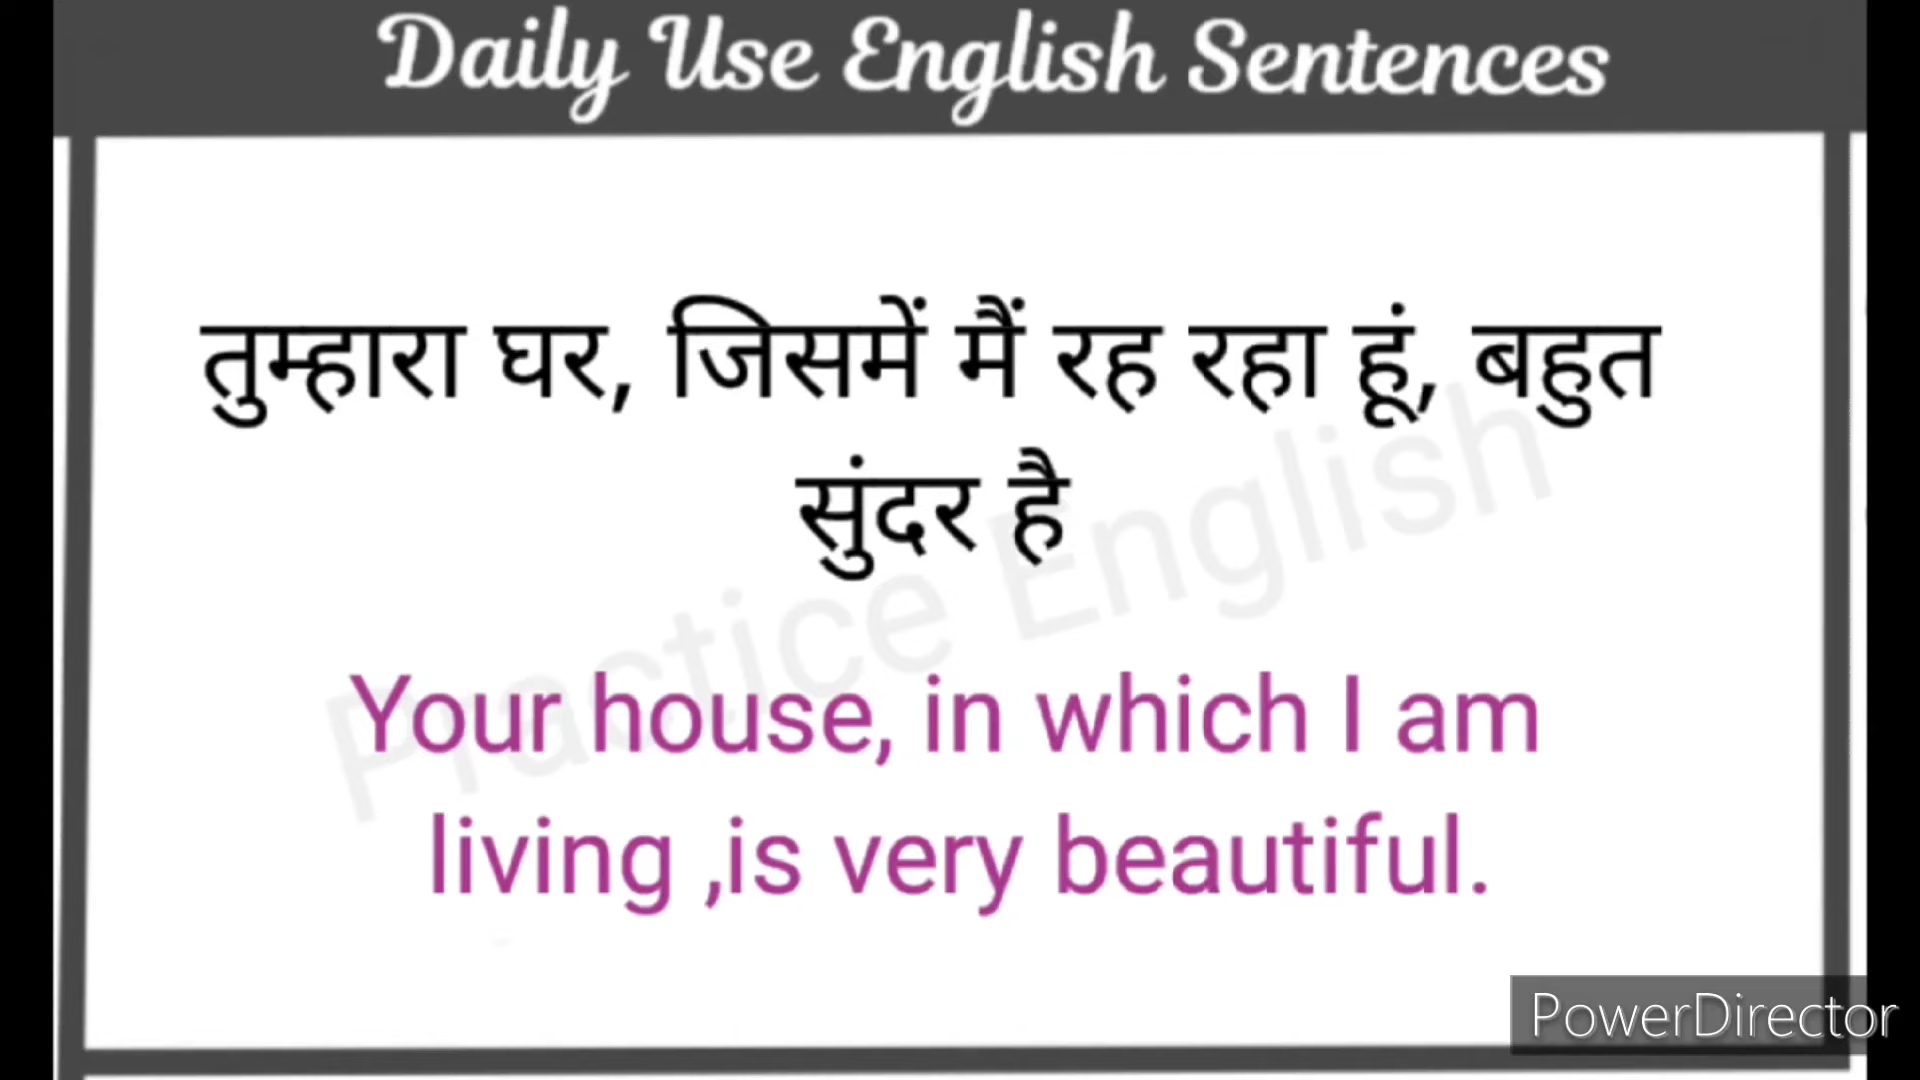 Daily Use English Sentences
तुम्हारा घर, जिसमें मैं रह रहा हूं, बहुत
सुंदर है
Practice English
Your house, in which I am
living ,is very beautiful.
PowerDirector